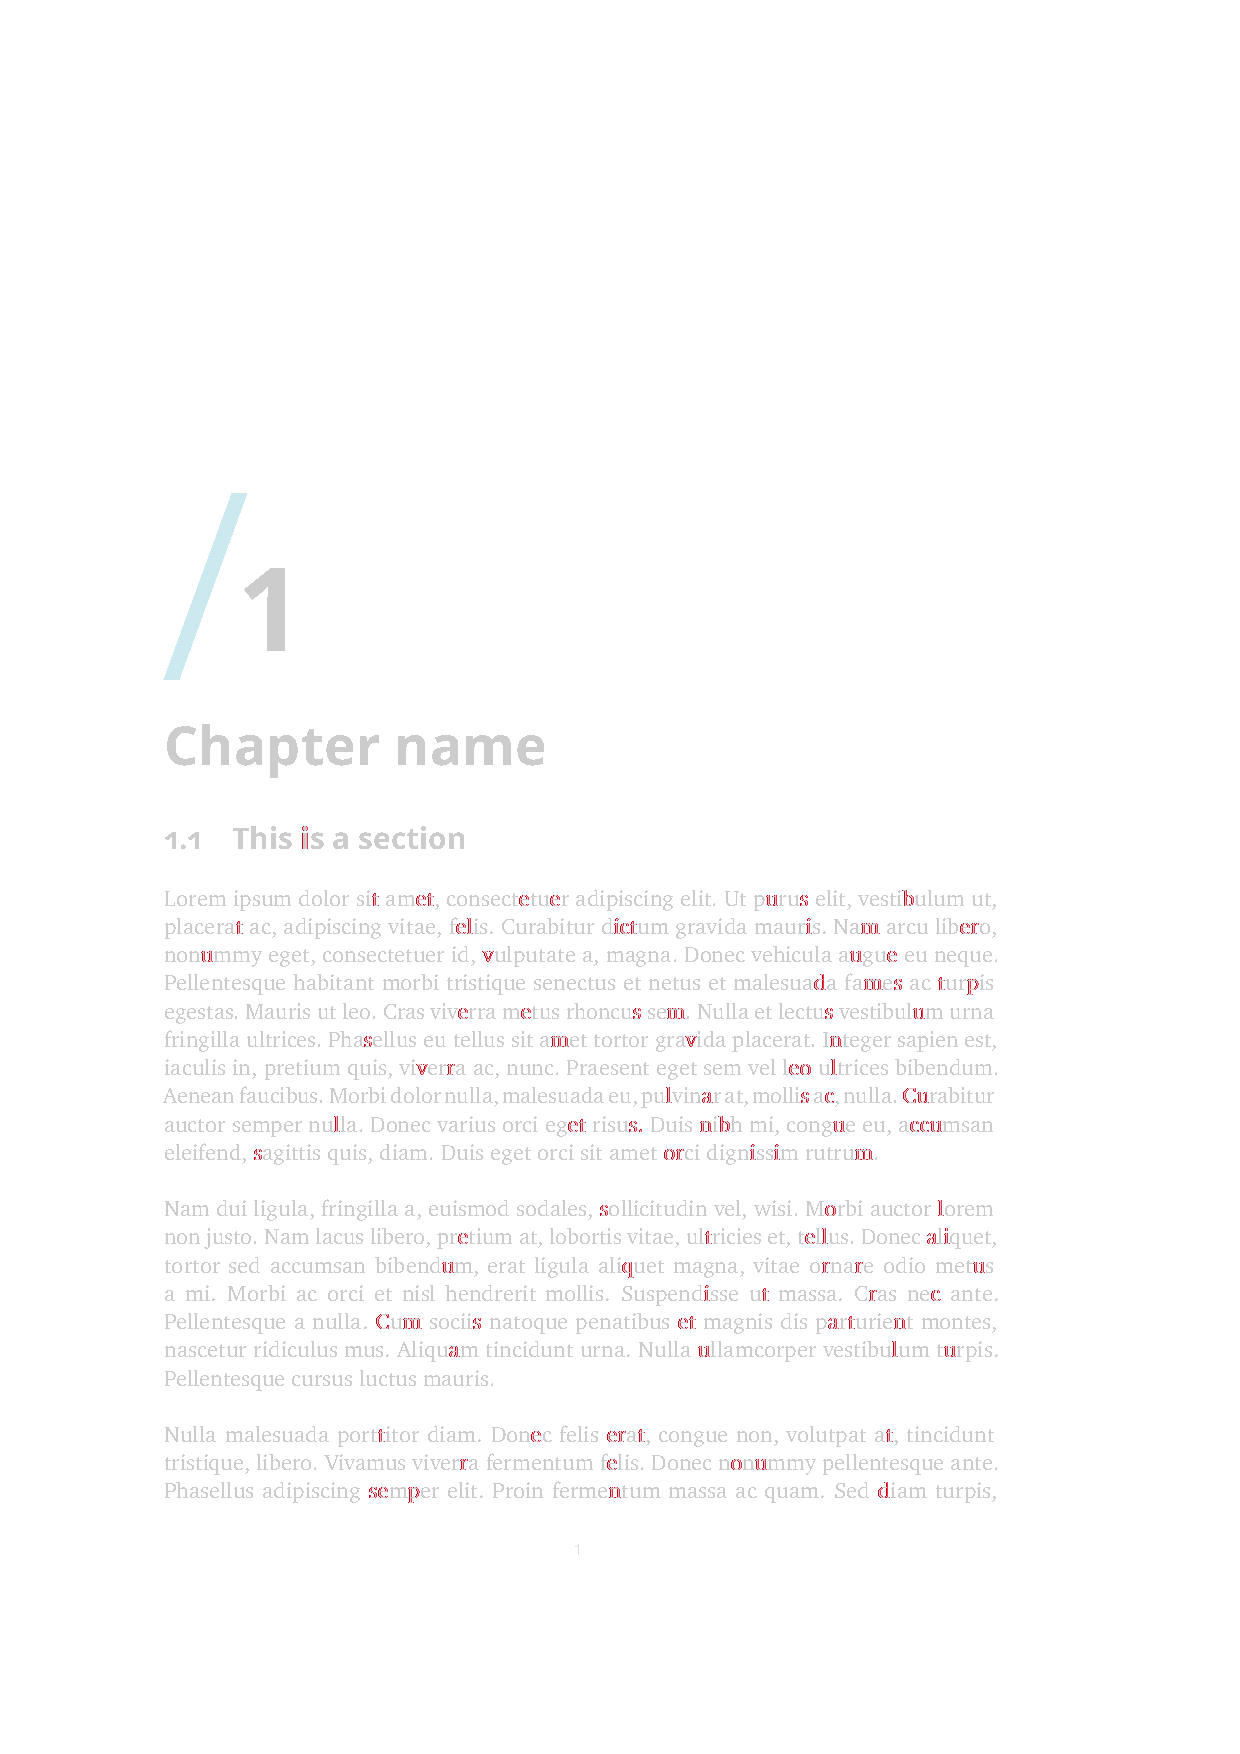 1
Chapter name
1.1 This is a section
Lorem ipsum dolor sit amet, consectetuer adipiscing elit. Ut purus elit, vestibulum ut,
placerat ac, adipiscing vitae, felis. Curabitur dictum gravida mauris. Nam arcu libero,
nonummy eget, consectetuer id, vulputate a, magna. Donec vehicula augue eu neque.
Pellentesque habitant morbi tristique senectus et netus et malesuada fames ac turpis
egestas. Mauris ut leo. Cras viverra metus rhoncus sem. Nulla et lectus vestibulum urna
fringilla ultrices. Phasellus eu tellus sit amet tortor gravida placerat. Integer sapien est,
iaculis in, pretium quis, viverra ac, nunc. Praesent eget sem vel leo ultrices bibendum.
Aenean faucibus. Morbi dolor nulla, malesuada eu, pulvinar at, mollis ac, nulla. Curabitur
auctor semper nulla. Donec varius orci eget risus. Duis nibh mi, congue eu, accumsan
eleifend, sagittis quis, diam. Duis eget orci sit amet orci dignissim rutrum.
Nam dui ligula, fringilla a, euismod sodales, sollicitudin vel, wisi. Morbi auctor lorem
non justo. Nam lacus libero, pretium at, lobortis vitae, ultricies et, tellus. Donec aliquet,
tortor sed accumsan bibendum, erat ligula aliquet magna, vitae ornare odio metus
a mi. Morbi ac orci et nisl hendrerit mollis. Suspendisse ut massa. Cras nec ante.
Pellentesque a nulla. Cum sociis natoque penatibus et magnis dis parturient montes,
nascetur ridiculus mus. Aliquam tincidunt urna. Nulla ullamcorper vestibulum turpis.
Pellentesque cursus luctus mauris.
Nulla malesuada porttitor diam. Donec felis erat, congue non, volutpat at, tincidunt
tristique, libero. Vivamus viverra fermentum felis. Donec nonummy pellentesque ante.
Phasellus adipiscing semper elit. Proin fermentum massa ac quam. Sed diam turpis,
1